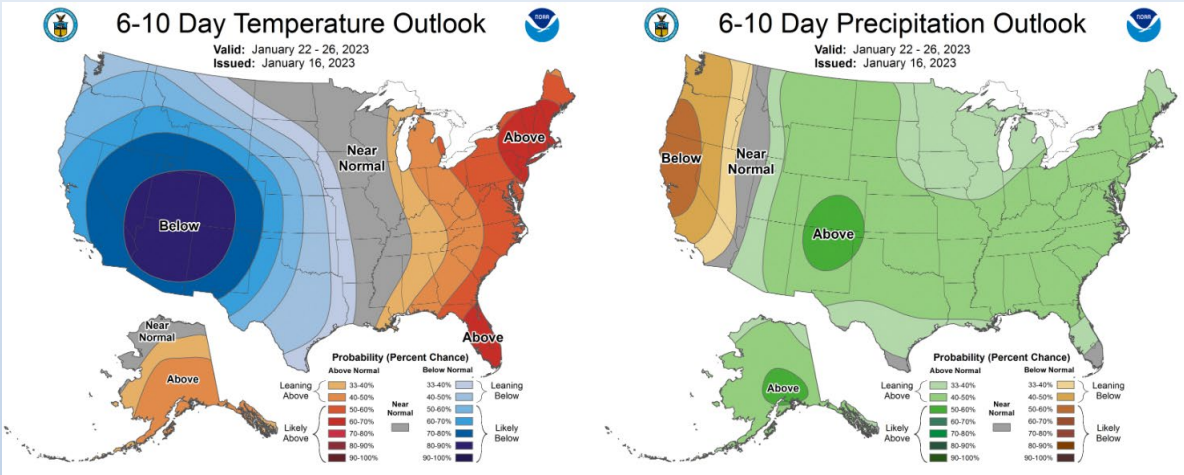 6-10 Day Temperature Outlook
Valid: January 22 - 26, 2023
Issued: January 16, 2023
NOAA
Above
Near
Normal
Below
Above
Near
Normal
Above
Probability (Percent Chance)
Above Normal Below Normal
Leaning Above
33-40% 33-40%
Leaning Below
40-50% 40-50%
Likely Above
50-60% Near Normal 50-60%
Likely Below
60-70% 60-70%
70-80% 70-80%
80-90% 80-90%
90-100% 90-100%
6-10 Day Precipitation Outlook
Valid: January 22 - 26, 2023
Issued: January 16, 2023
NOAA
Below
Near
Normal
Above
Above
Probability (Percent Chance)
Above Normal Below Normal
Leaning Above
33-40% 33-40%
Leaning Below
40-50% 40-50%
Likely Above
50-60% Near Normal 50-60%
Likely Below
60-70% 60-70%
70-80% 70-80%
80-90% 80-90%
90-100% 90-100%